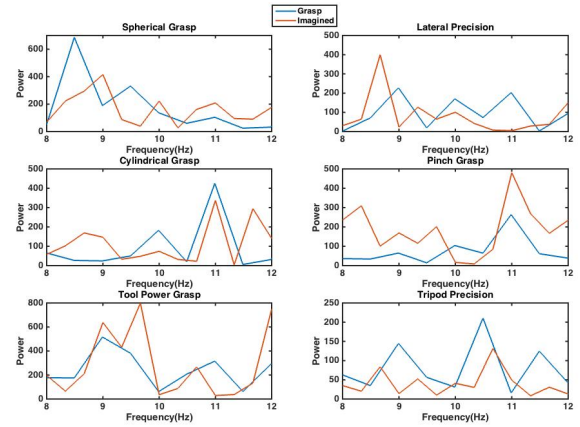 Grasp
Imagined
Spherical Grasp
Lateral Precision
600
400
200
0
Power
8 9 10 11 12
Frequency(Hz)
500
400
300
200
100
0
Power
8 9 10 11 12
Frequency(Hz)
Cylindrical Grasp
Pinch Grasp
500
400
300
200
100
0
Power
8 9 10 11 12
Frequency(Hz)
500
400
300
200
100
0
Power
8 9 10 11 12
Frequency(Hz)
Tool Power Grasp
Tripod Precision
800
600
400
200
0
Power
8 9 10 11 12
Frequency(Hz)
250
200
150
100
50
0
Power
8 9 10 11 12
Frequency(Hz)